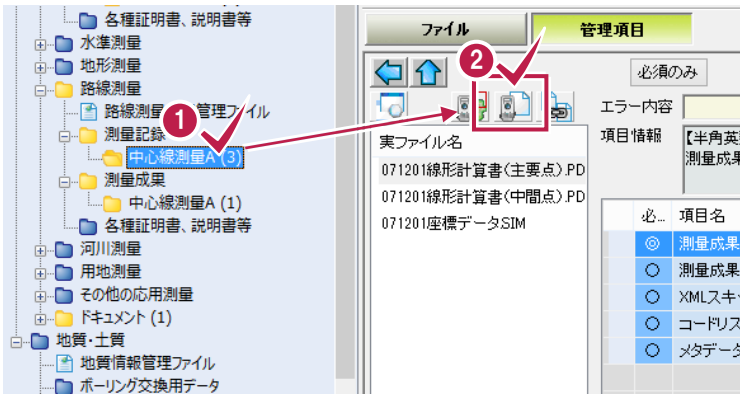 各種証明書、説明書等
水準測量
地形測量
路線測量
路線測量 管理ファイル
測量記録
中心線測量A (3)
測量成果
中心線測量A (1)
各種証明書、説明書等
河川測量
用地測量
その他の応用測量
ドキュメント (1)
地質・土質
地質情報管理ファイル
ボーリング交換用データ
1
ファイル
管理項目
2
必須のみ
エラー内容
項目情報
【半角英
測量成果
実ファイル名
071201線形計算書(主要点).PD
071201線形計算書(中間点).PD
071201座標データ.SIM
必... 項目名
◎ 測量成果
○ 測量成果
○ XMLスキ
○ コードリス
○ メタデータ